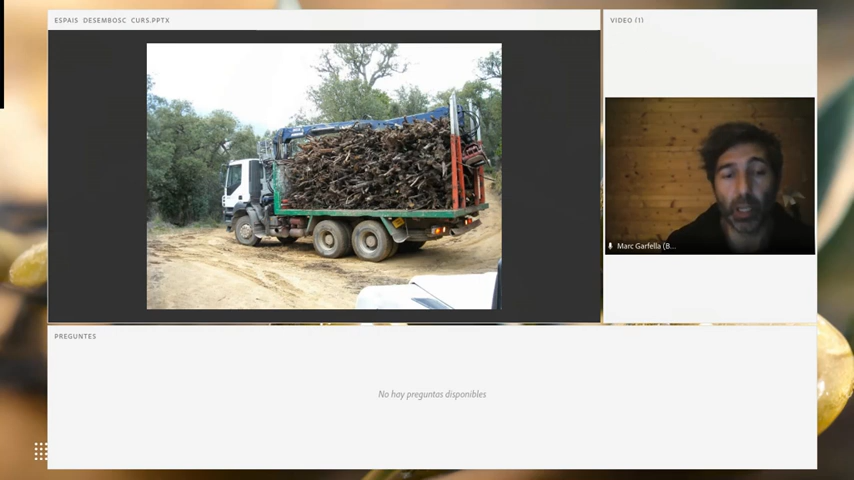 ESPAIS DESEMBOSC CURS.PPTX
VIDEO (1)
Marc Garfella (B...
PREGUNTES
No hay preguntas disponibles